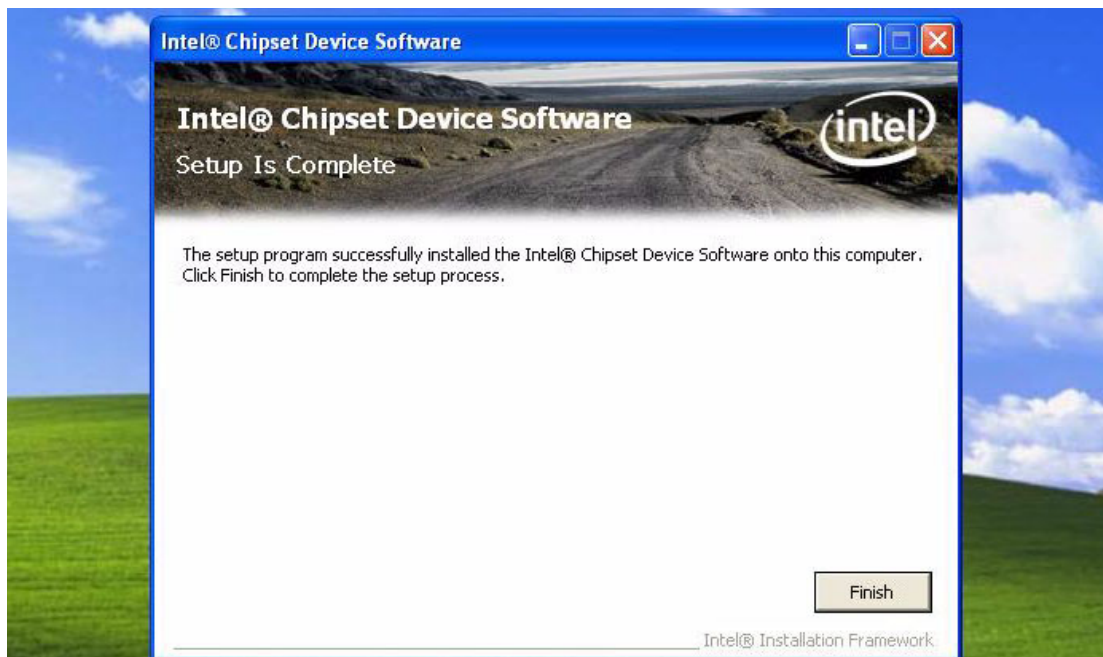 Intel® Chipset Device Software
Intel® Chipset Device Software
intel
Setup Is Complete
The setup program successfully installed the Intel® Chipset Device Software onto this computer.
Click Finish to complete the setup process.
Finish
Intel® Installation Framework